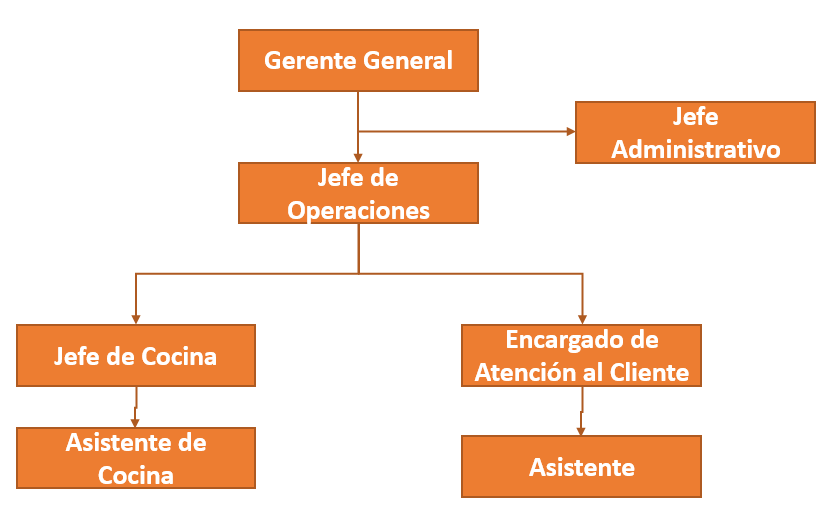 Gerente General
Jefe
Administrativo
Jefe de
Operaciones
Jefe de Cocina
Encargado de
Atención al Cliente
Asistente de
Cocina
Asistente